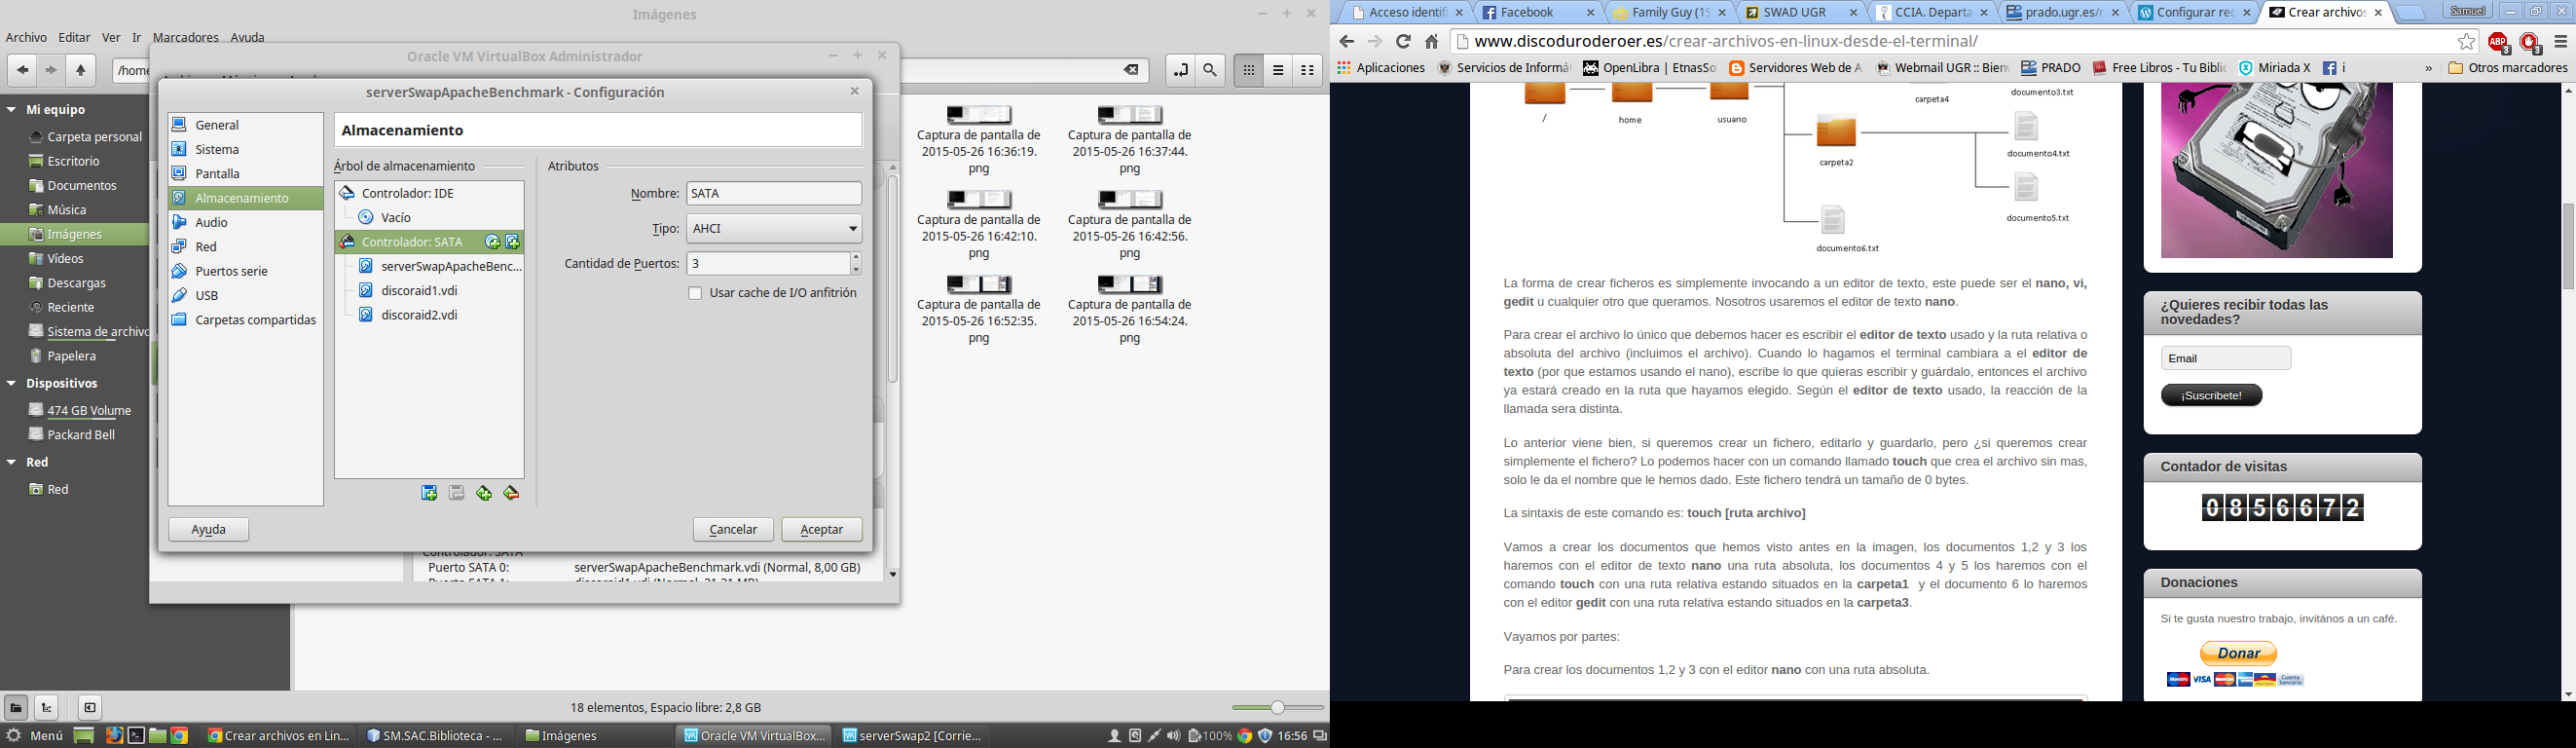 Imágenes
Archivo Editar Ver Ir Marcadores Ayuda
/home
Mi equipo
Carpeta personal
Escritorio
Documentos
Música
Imágenes
Vídeos
Descargas
Reciente
Sistema de archivo
Papelera
Dispositivos
474 GB Volume
Packard Bell
Red
Red
Oracle VM VirtualBox Administrador
serverSwapApacheBenchmark - Configuración
General
Sistema
Pantalla
Almacenamiento
Audio
Red
Puertos serie
USB
Carpetas compartidas
Almacenamiento
Árbol de almacenamiento
Controlador: IDE
Vacío
Controlador: SATA
serverSwapApacheBenc...
discoraid1.vdi
discoraid2.vdi
Atributos
Nombre: SATA
Tipo: AHCI
Cantidad de Puertos: 3
Usar cache de I/O anfitrión
Ayuda
Cancelar
Aceptar
Controlador: SATA
Puerto SATA 0: serverSwapApacheBenchmark.vdi (Normal, 8,00 GB)
Captura de pantalla de
2015-05-26 16:36:19.
png
Captura de pantalla de
2015-05-26 16:37:44.
png
Captura de pantalla de
2015-05-26 16:42:10.
png
Captura de pantalla de
2015-05-26 16:42:56.
png
Captura de pantalla de
2015-05-26 16:52:35.
png
Captura de pantalla de
2015-05-26 16:54:24.
png
18 elementos, Espacio libre: 2,8 GB
Menú
Crear archivos en Lin...
SM.SAC.Biblioteca - ...
Imágenes
Oracle VM VirtualBox...
serverSwap2 [Corrie...
100%
16:56
Acceso identifi
Facebook
Family Guy (19
SWAD UGR
CCIA. Departa
prado.ugr.es/m
Configurar rec
Crear archivos
Samuel
www.discoduroderoer.es/crear-archivos-en-linux-desde-el-terminal/
ABP
3
3
Aplicaciones
Servicios de Informát
OpenLibra | EtnasSo
Servidores Web de A
Webmail UGR :: Bien
PRADO
Free Libros - Tu Biblic
Miriada X
i
»
Otros marcadores
/
home
usuario
carpeta4
documento3.txt
documento4.txt
carpeta2
documento5.txt
documento6.txt
La forma de crear ficheros es simplemente invocando a un editor de texto, este puede ser el nano, vi,
gedit u cualquier otro que queramos. Nosotros usaremos el editor de texto nano.
Para crear el archivo lo único que debemos hacer es escribir el editor de texto usado y la ruta relativa o
absoluta del archivo (incluimos el archivo). Cuando lo hagamos el terminal cambiara a el editor de
texto (por que estamos usando el nano), escribe lo que quieras escribir y guárdalo, entonces el archivo
ya estará creado en la ruta que hayamos elegido. Según el editor de texto usado, la reacción de la
llamada sera distinta.
Lo anterior viene bien, si queremos crear un fichero, editarlo y guardarlo, pero ¿si queremos crear
simplemente el fichero? Lo podemos hacer con un comando llamado touch que crea el archivo sin mas,
solo le da el nombre que le hemos dado. Este fichero tendrá un tamaño de 0 bytes.
La sintaxis de este comando es: touch [ruta archivo]
Vamos a crear los documentos que hemos visto antes en la imagen, los documentos 1,2 y 3 los
haremos con el editor de texto nano una ruta absoluta, los documentos 4 y 5 los haremos con el
comando touch con una ruta relativa estando situados en la carpeta1 y el documento 6 lo haremos
con el editor gedit con una ruta relativa estando situados en la carpeta3.
Vayamos por partes:
Para crear los documentos 1,2 y 3 con el editor nano con una ruta absoluta.
¿Quieres recibir todas las
novedades?
Email
¡Suscribete!
Contador de visitas
0856672
Donaciones
Si te gusta nuestro trabajo, invitános a un café.
Donar
Maestro VISA
Cuenta
bancaria